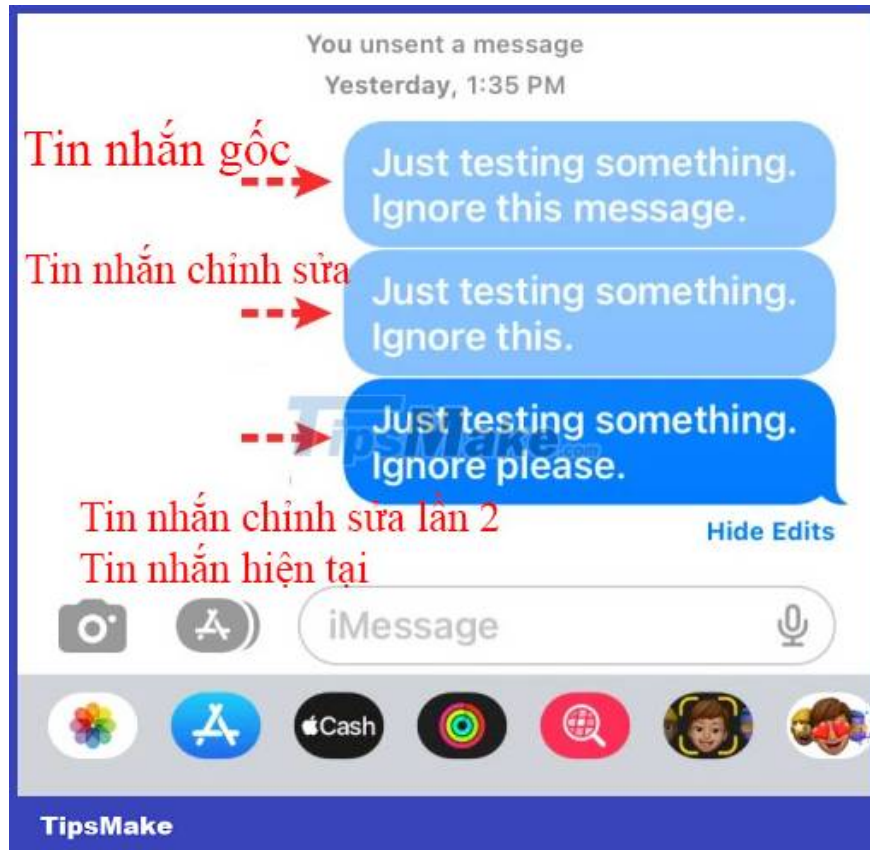 You unsent a message
Yesterday, 1:35 PM
Tin nhắn gốc
Just testing something.
Ignore this message.
Tin nhắn chỉnh sửa
Just testing something.
Ignore this.
Just testing something.
Ignore please.
TipsMake.com
Tin nhắn chỉnh sửa lần 2
Hide Edits
Tin nhắn hiện tại
iMessage
Cash
TipsMake